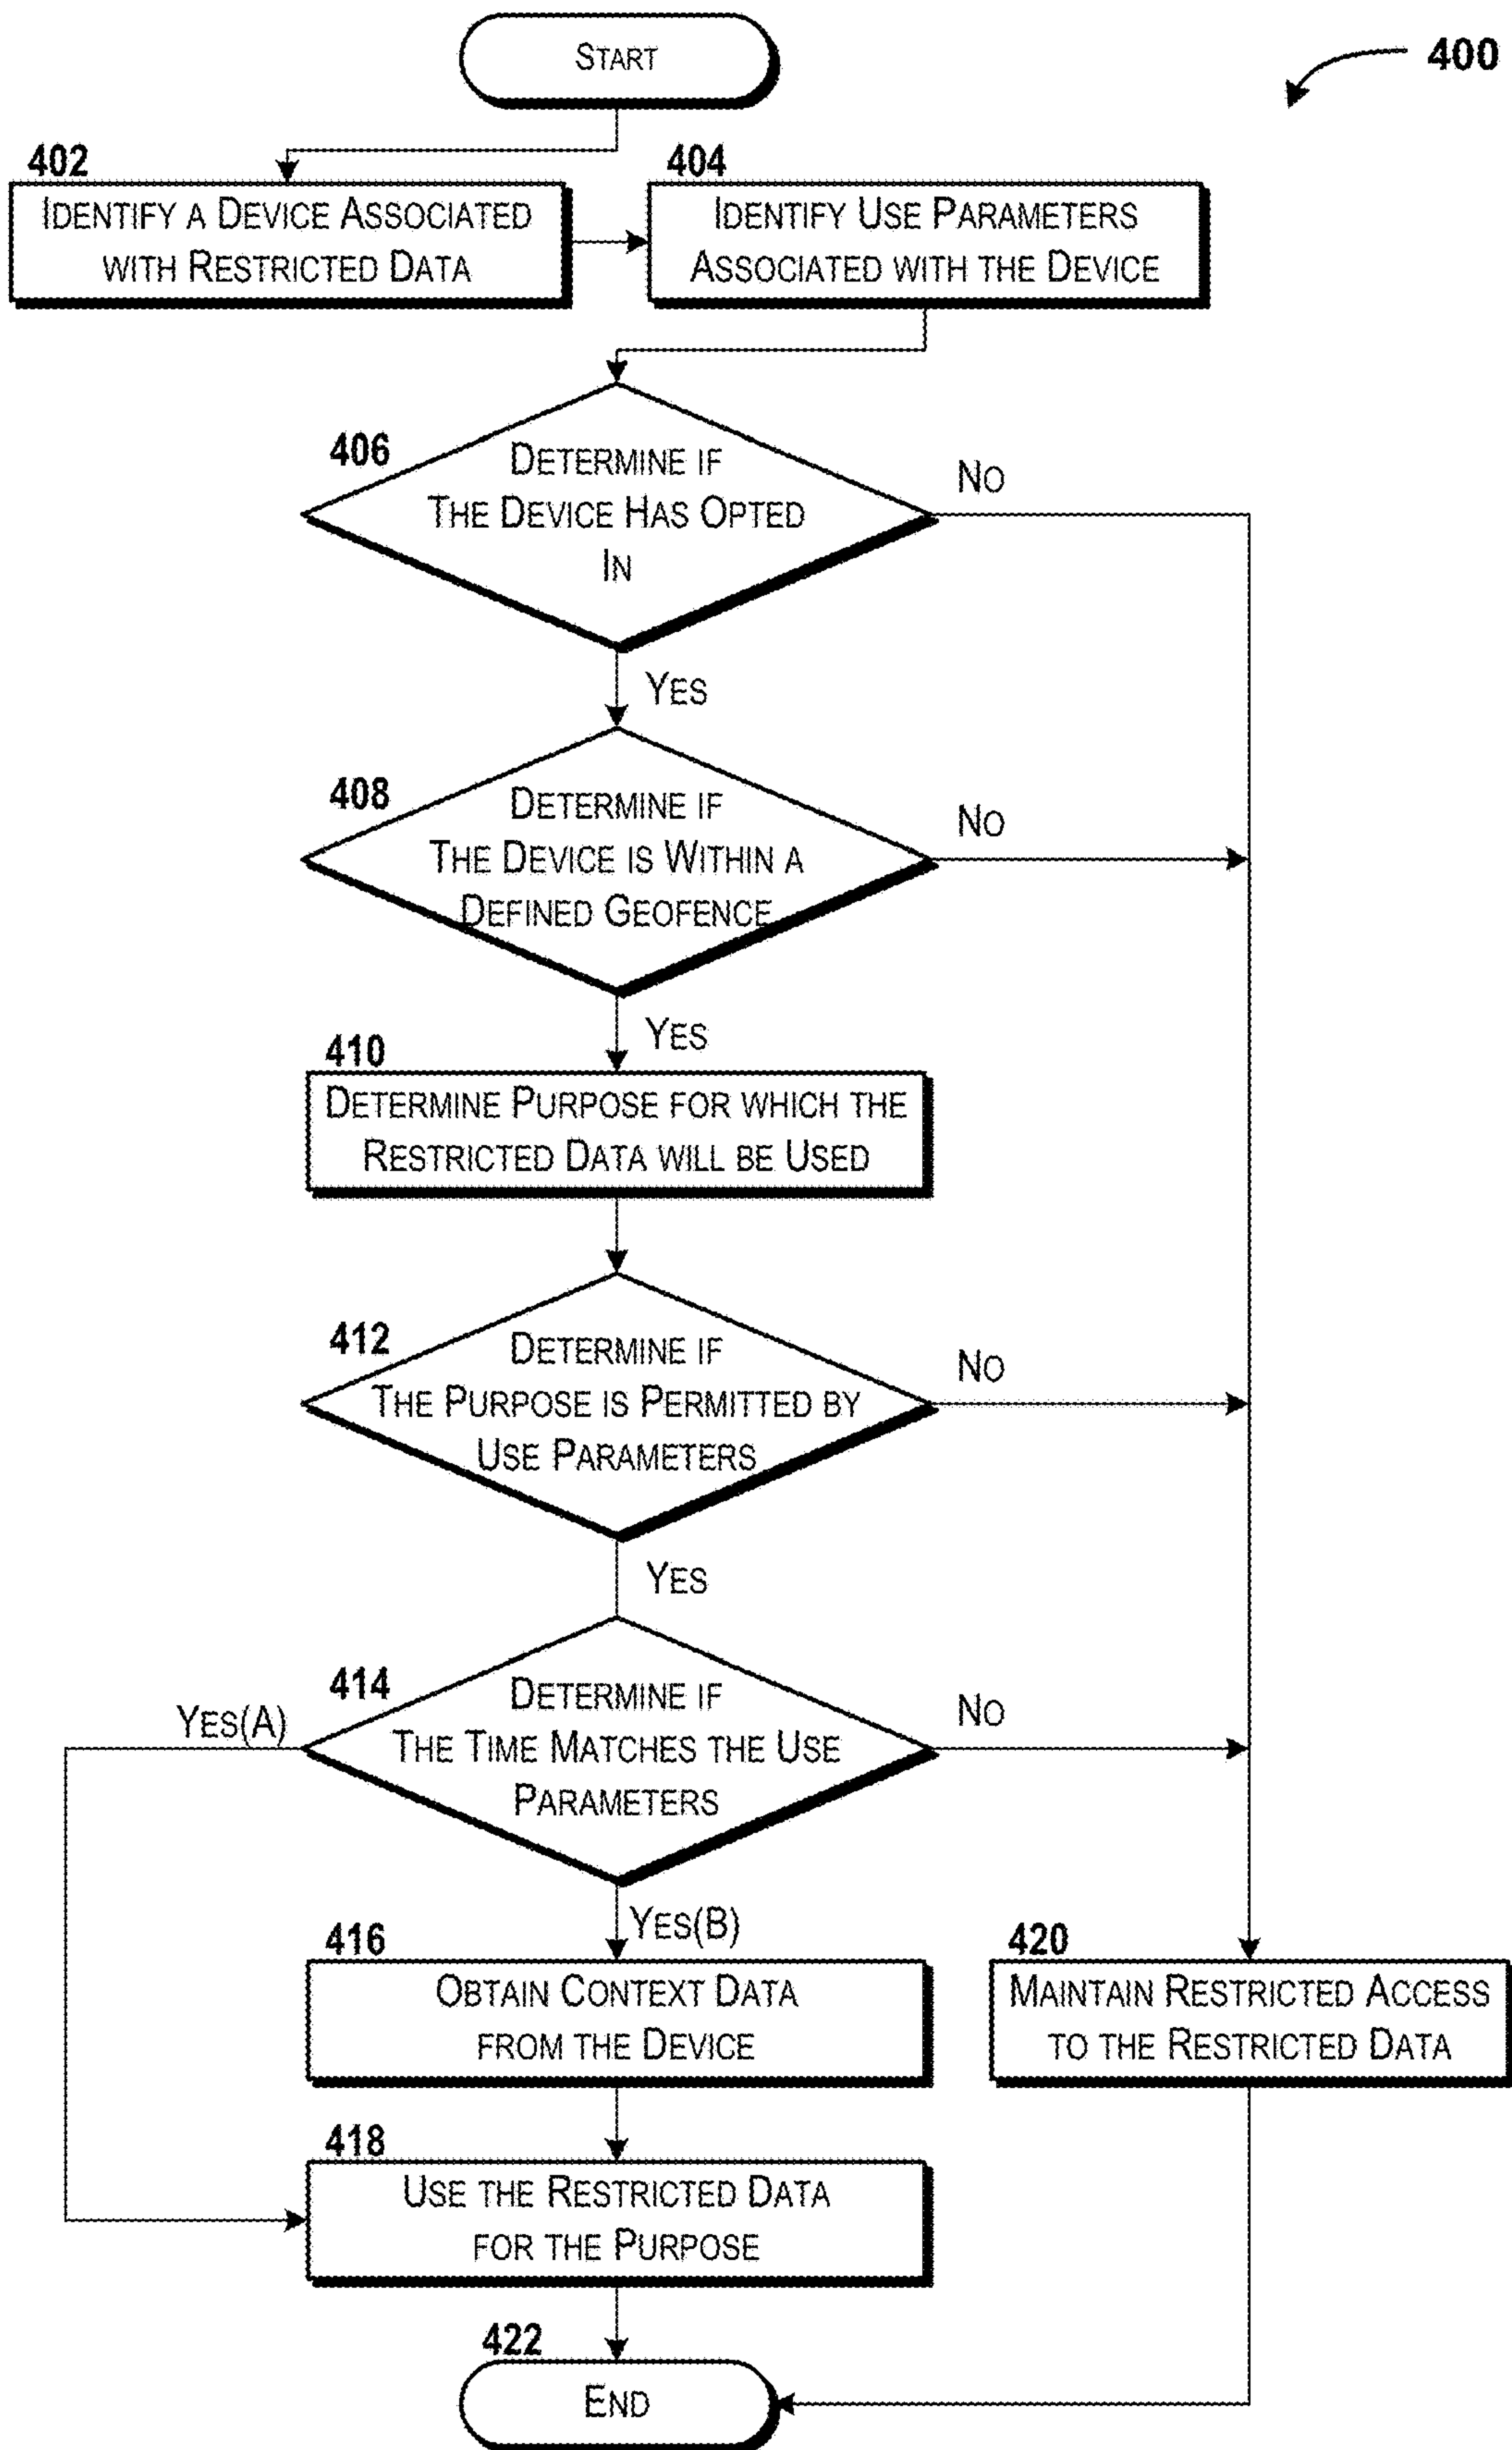 START
400
402
IDENTIFY A DEVICE ASSOCIATED
WITH RESTRICTED DATA
404
IDENTIFY USE PARAMETERS
ASSOCIATED WITH THE DEVICE
406
DETERMINE IF
THE DEVICE HAS OPTED
IN
NO
YES
408
DETERMINE IF
THE DEVICE IS WITHIN A
DEFINED GEOFENCE
NO
YES
410
DETERMINE PURPOSE FOR WHICH THE
RESTRICTED DATA WILL BE USED
412
DETERMINE IF
THE PURPOSE IS PERMITTED BY
USE PARAMETERS
NO
YES
414
DETERMINE IF
THE TIME MATCHES THE USE
PARAMETERS
YES(A)
NO
YES(B)
416
OBTAIN CONTEXT DATA
FROM THE DEVICE
420
MAINTAIN RESTRICTED ACCESS
TO THE RESTRICTED DATA
418
USE THE RESTRICTED DATA
FOR THE PURPOSE
422
END